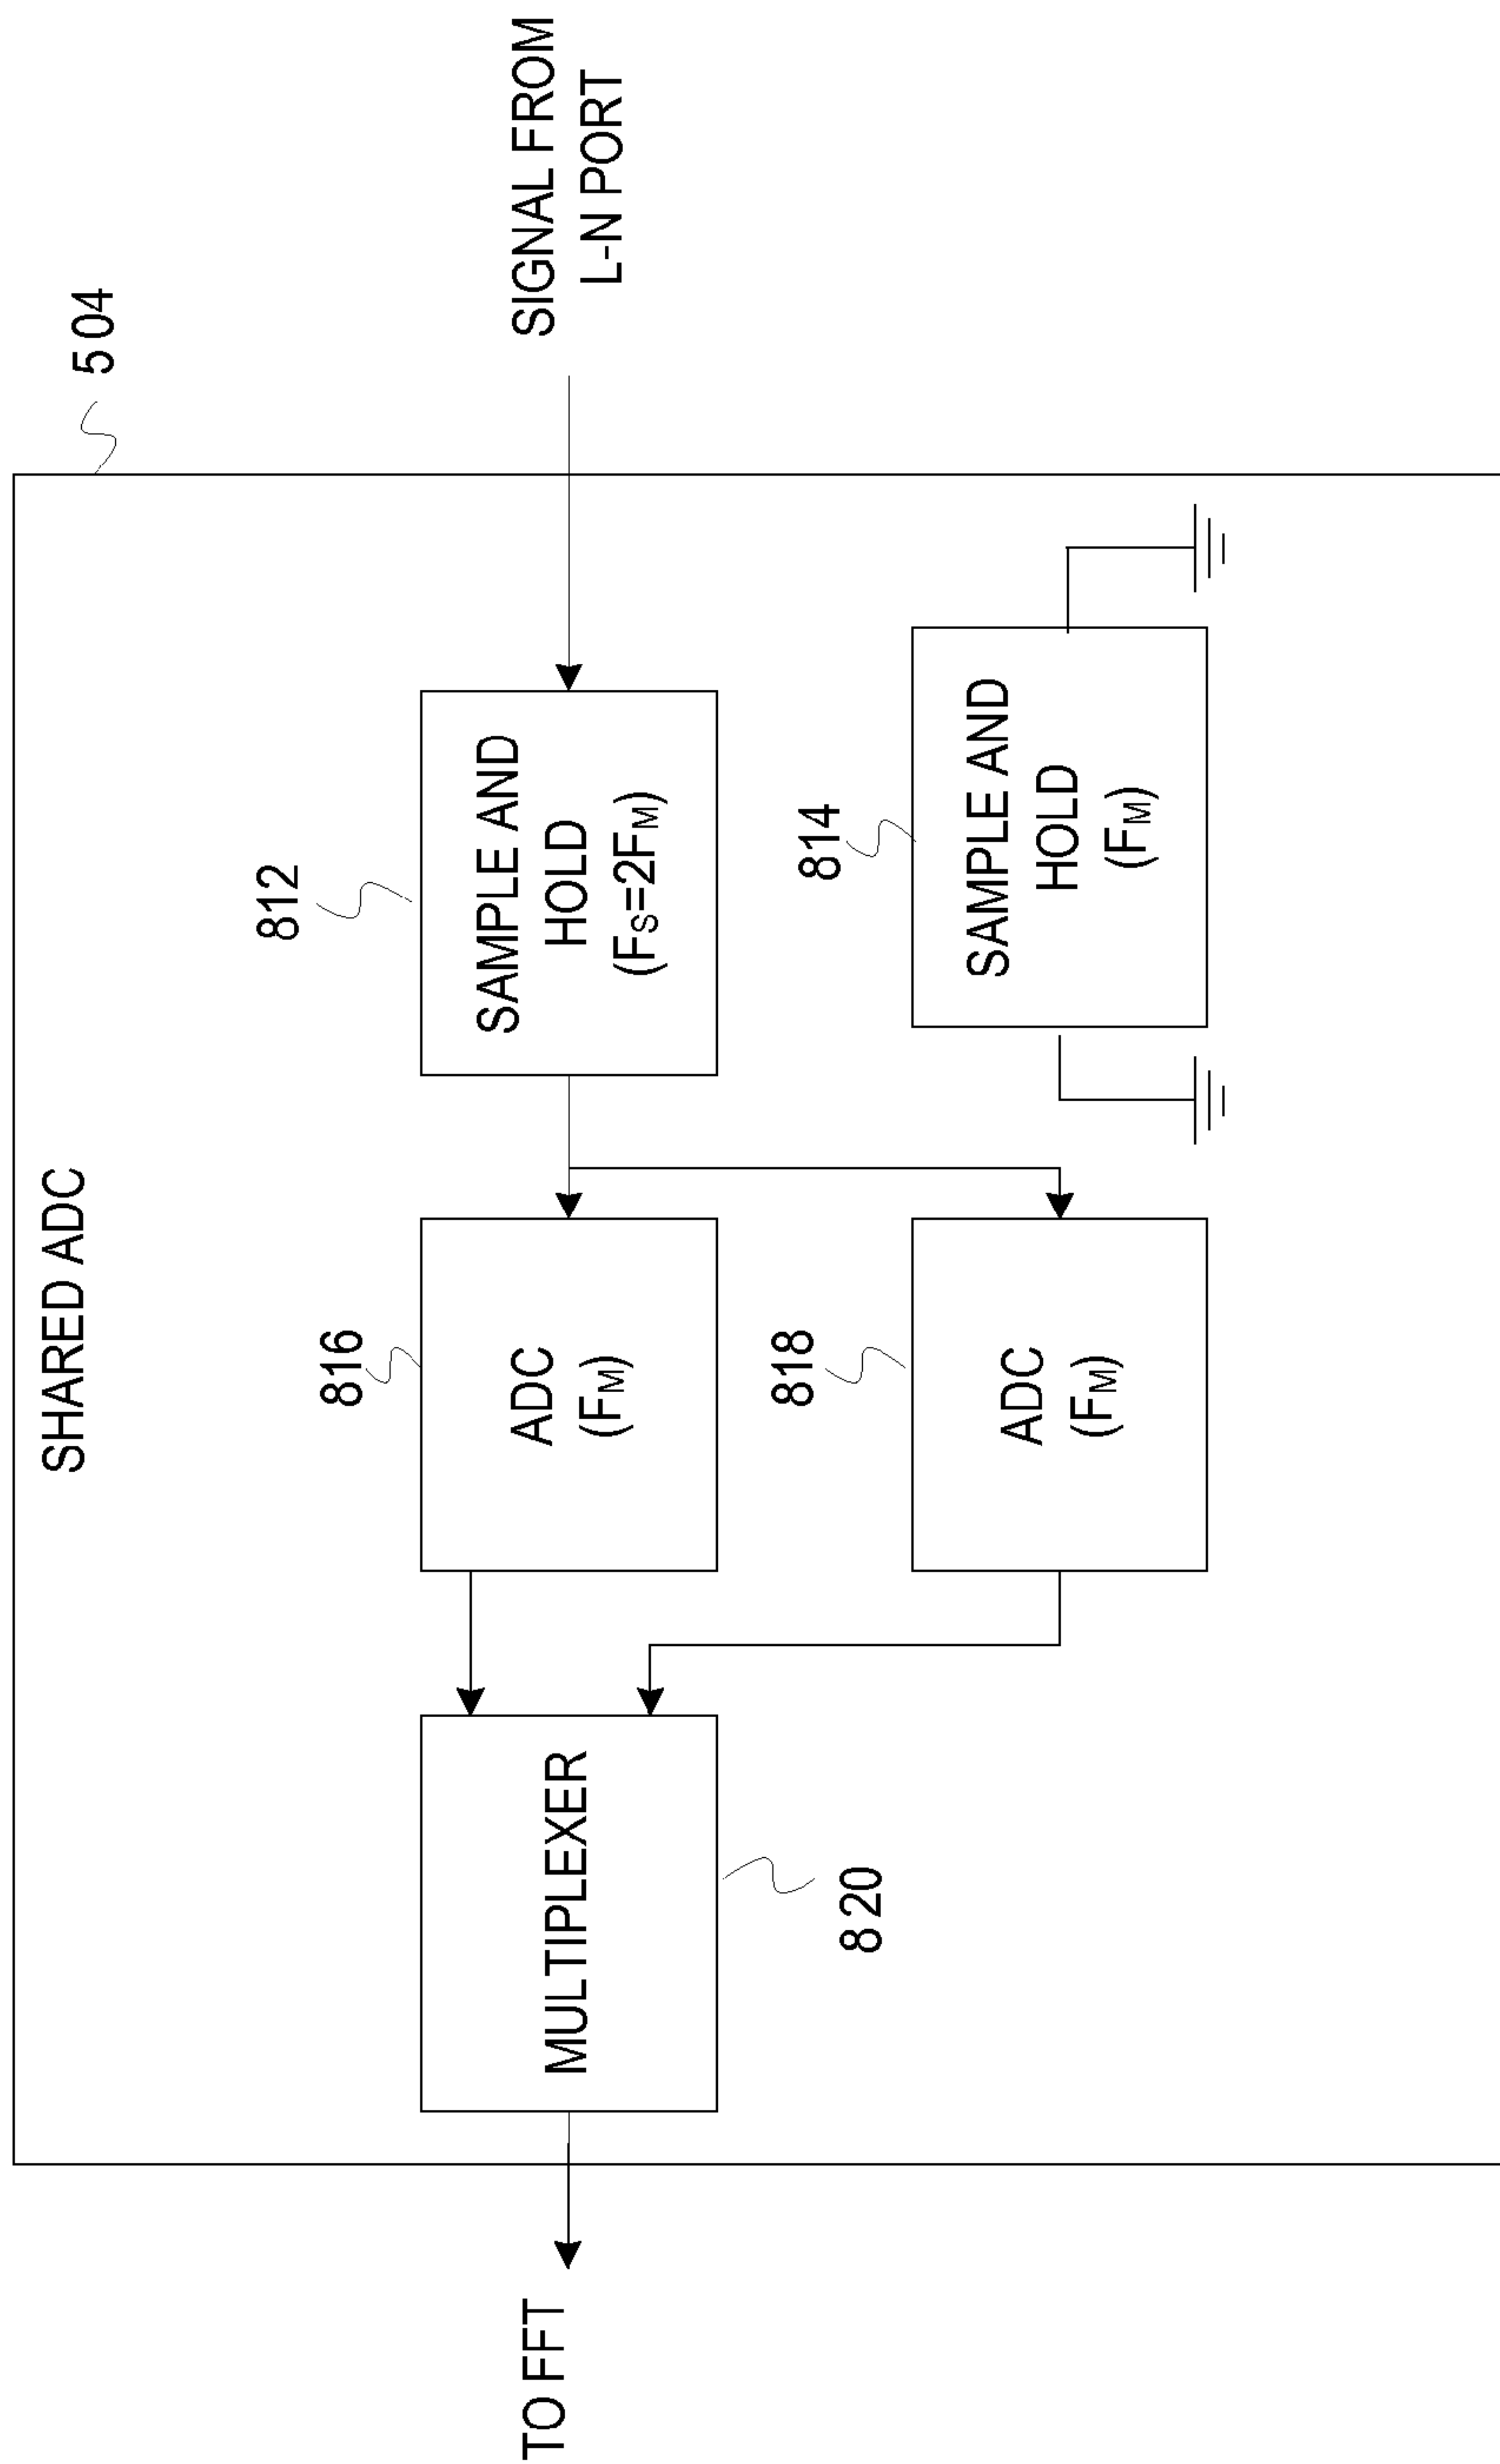 SHARED ADC
504
SIGNAL FROM
L-N PORT
812
SAMPLE AND
HOLD
(FS=2FM)
814
SAMPLE AND
HOLD
(FM)
816
ADC
(FM)
818
ADC
(FM)
MULTIPLEXER
820
TO FFT